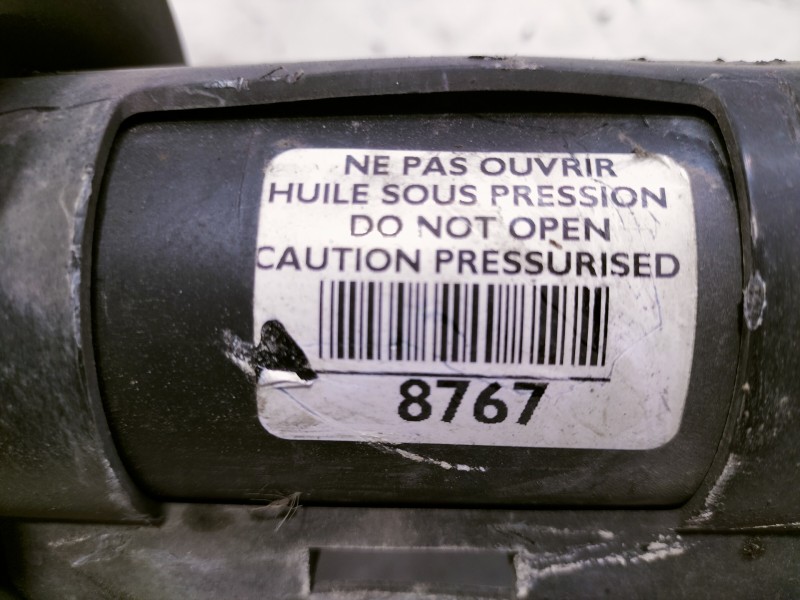 NE PAS OUVRIR
HUILE SOUS PRESSION
DO NOT OPEN
CAUTION PRESSURISED
8767